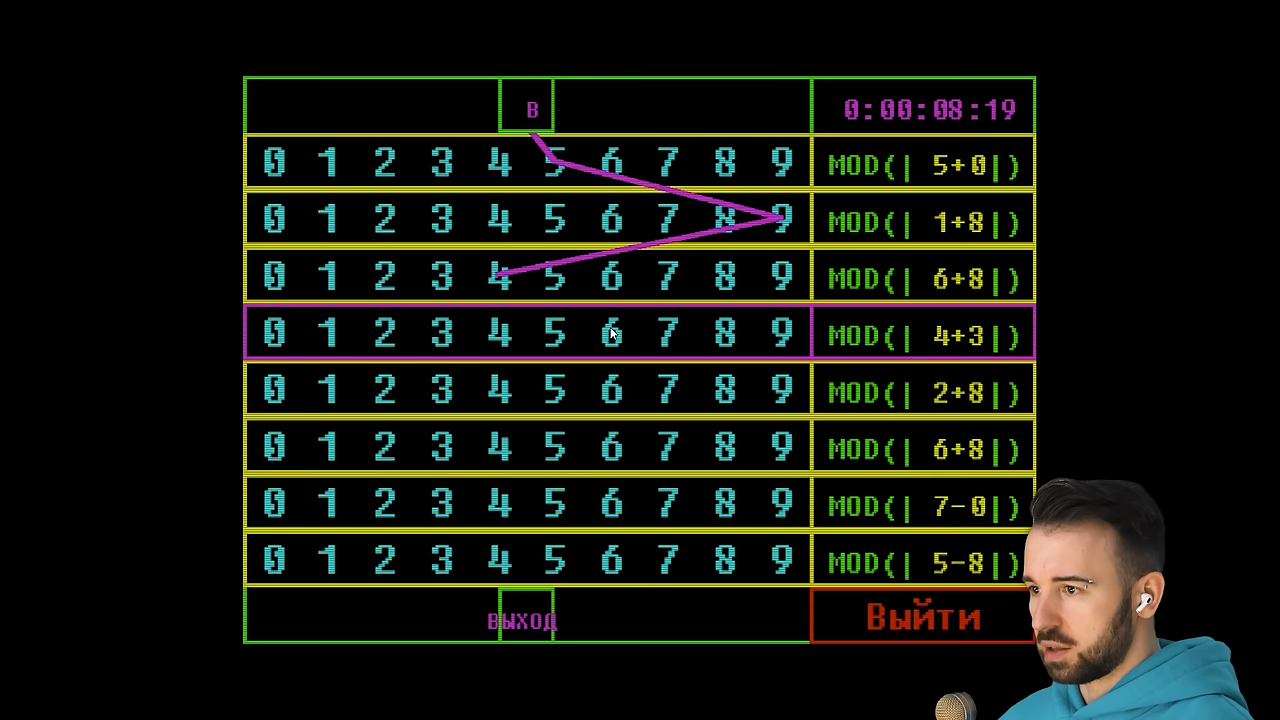 В 0:00:08:19
0 1 2 3 4 5 6 7 8 9 MOD(| 5+0|)
0 1 2 3 4 5 6 7 8 9 MOD(| 1+8|)
0 1 2 3 4 5 6 7 8 9 MOD(| 6+8|)
0 1 2 3 4 5 6 7 8 9 MOD(| 4+3|)
0 1 2 3 4 5 6 7 8 9 MOD(| 2+8|)
0 1 2 3 4 5 6 7 8 9 MOD(| 6+8|)
0 1 2 3 4 5 6 7 8 9 MOD(| 7-0|)
0 1 2 3 4 5 6 7 8 9 MOD(| 5-8|)
ВЫХОД Выйти